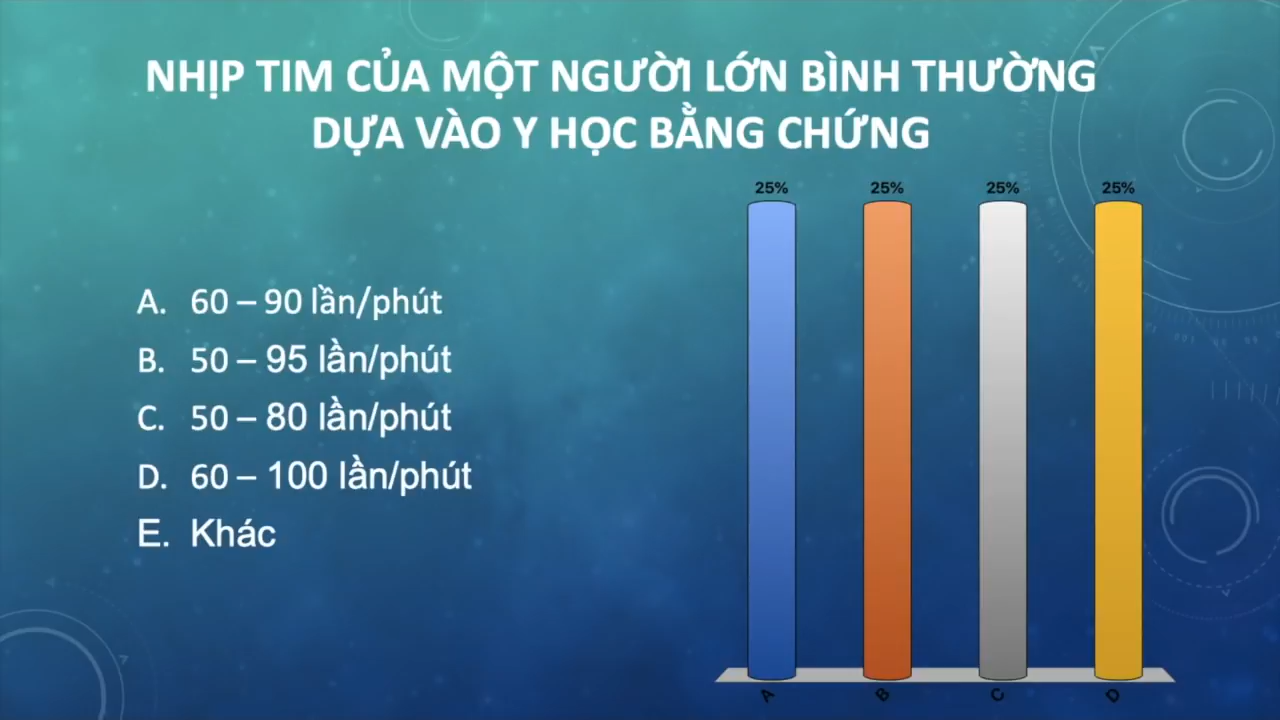 NHỊP TIM CỦA MỘT NGƯỜI LỚN BÌNH THƯỜNG
DỰA VÀO Y HỌC BẰNG CHỨNG
A. 60 – 90 lần/phút
B. 50 – 95 lần/phút
C. 50 – 80 lần/phút
D. 60 – 100 lần/phút
E. Khác
25% 25% 25% 25%
A B C D